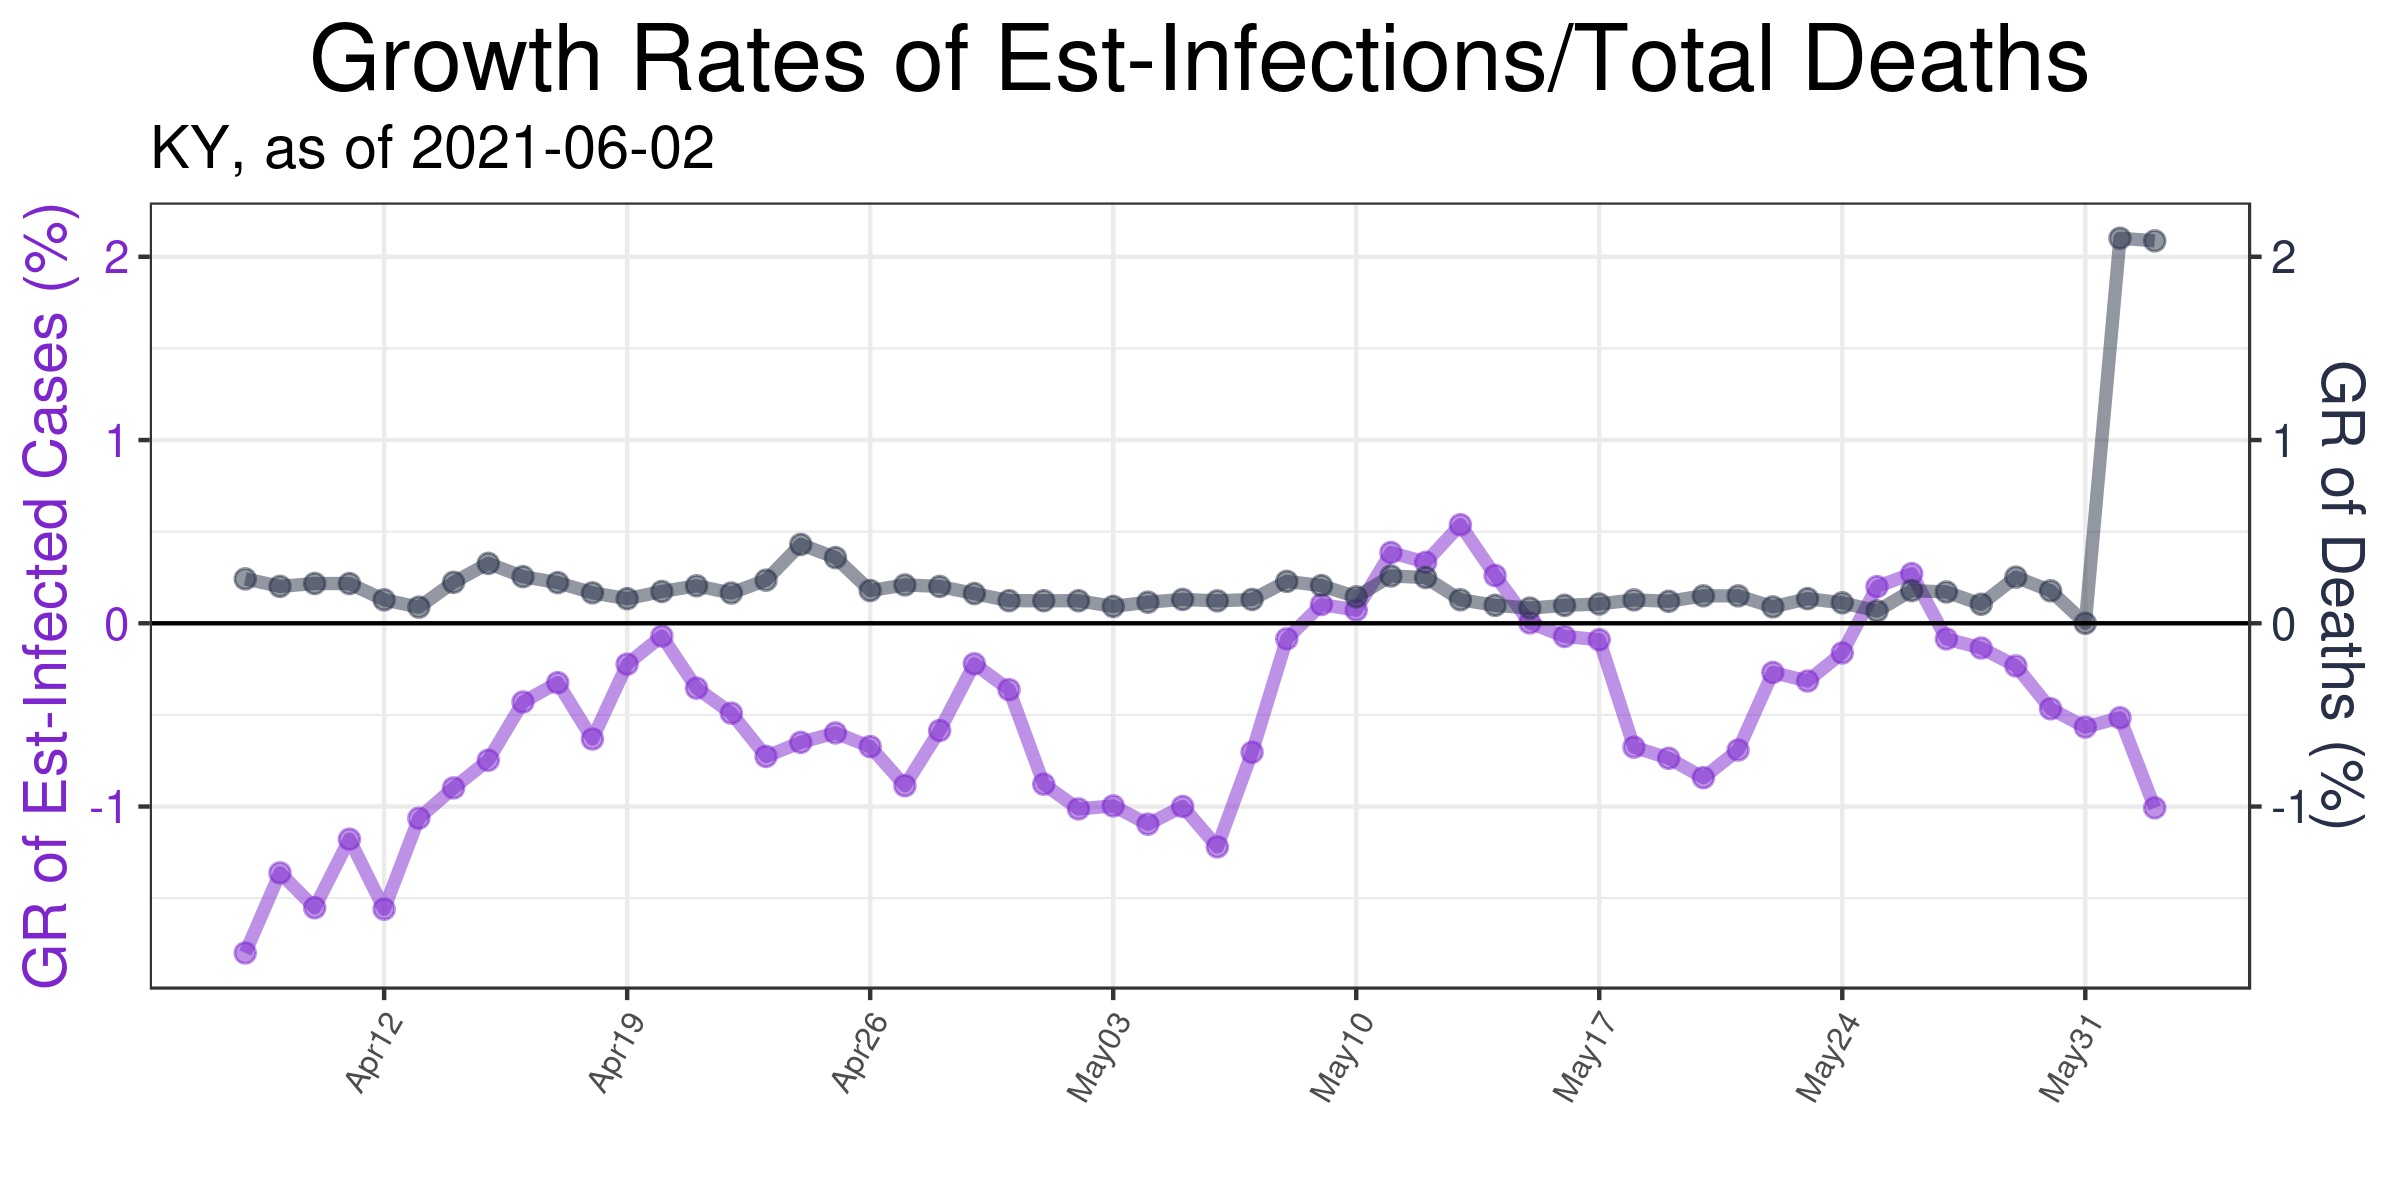 Growth Rates of Est-Infections/Total Deaths
KY, as of 2021-06-02
GR of Est-Infected Cases (%)
2
1
0
-1
2
1
0
-1
GR of Deaths (%)
Apr12
Apr19
Apr26
May03
May10
May17
May24
May31